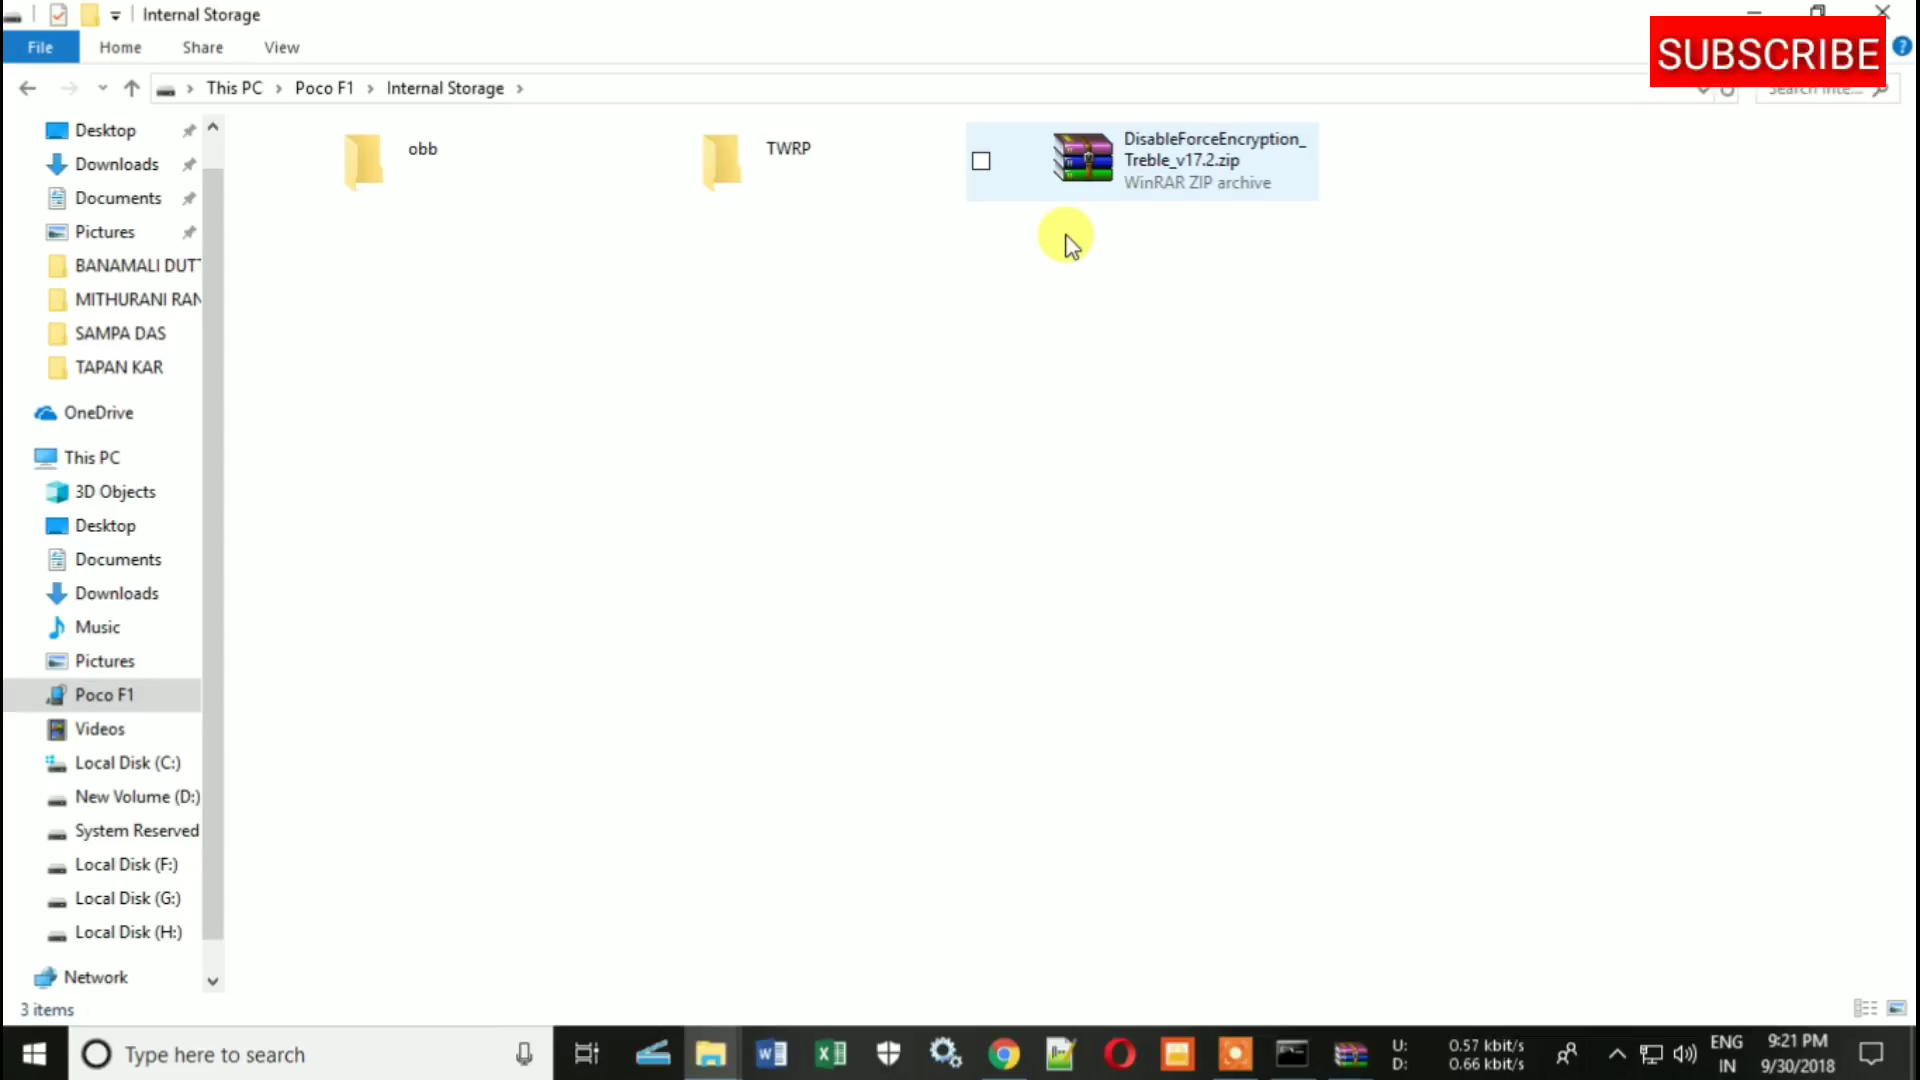 Internal Storage
File Home Share View
SUBSCRIBE
This PC Poco F1 Internal Storage
Search Inte...
Desktop
Downloads
Documents
Pictures
BANAMALI DUTT
MITHURANI RAN
SAMPA DAS
TAPAN KAR
OneDrive
This PC
3D Objects
Desktop
Documents
Downloads
Music
Pictures
Poco F1
Videos
Local Disk (C:)
New Volume (D:)
System Reserved
Local Disk (F:)
Local Disk (G:)
Local Disk (H:)
Network
obb
TWRP
DisableForceEncryption_
Treble_v17.2.zip
WinRAR ZIP archive
3 items
Type here to search
U: 0.57 kbit/s
D: 0.66 kbit/s
ENG
IN
9:21 PM
9/30/2018